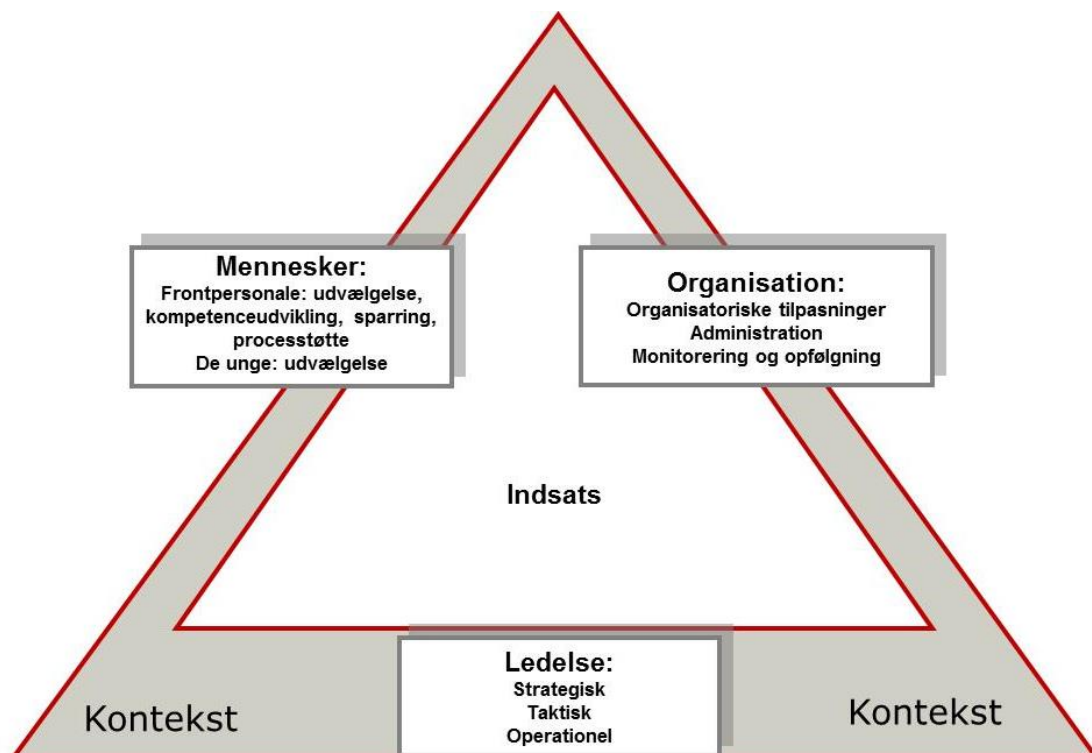 Mennesker:
Frontpersonale: udvælgelse,
kompetenceudvikling, sparring,
processtøtte
De unge: udvælgelse
Organisation:
Organisatoriske tilpasninger
Administration
Monitorering og opfølgning
Indsats
Ledelse:
Strategisk
Taktisk
Operationel
Kontekst
Kontekst